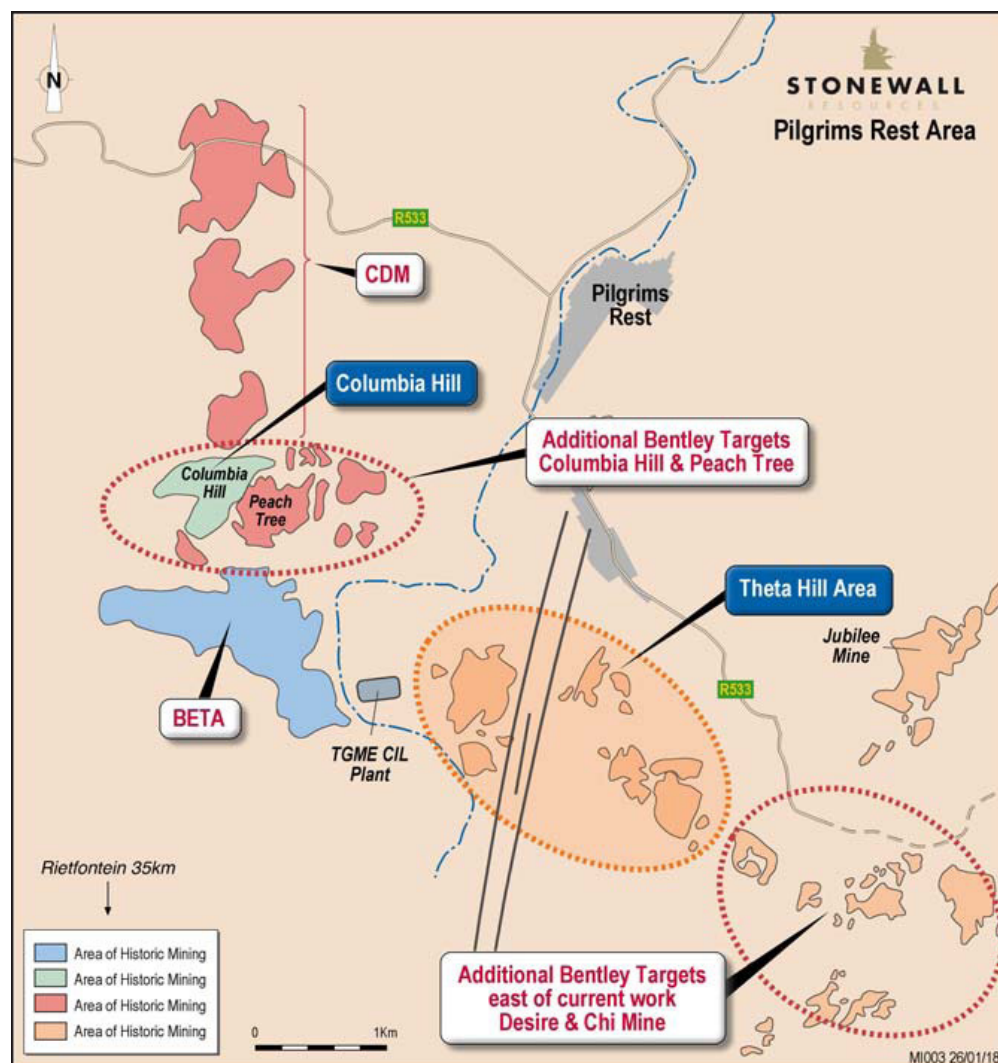 N
STONEWALL
RESOURCES
Pilgrims Rest Area
R533
CDM
Pilgrims
Rest
Columbia Hill
Additional Bentley Targets
Columbia Hill & Peach Tree
Columbia
Hill
Peach
Tree
Theta Hill Area
Jubilee
Mine
R533
BETA
TGME CIL
Plant
Rietfontein 35km
Area of Historic Mining
Area of Historic Mining
Area of Historic Mining
Area of Historic Mining
Additional Bentley Targets
east of current work
Desire & Chi Mine
0 1Km
MI003 26/01/18